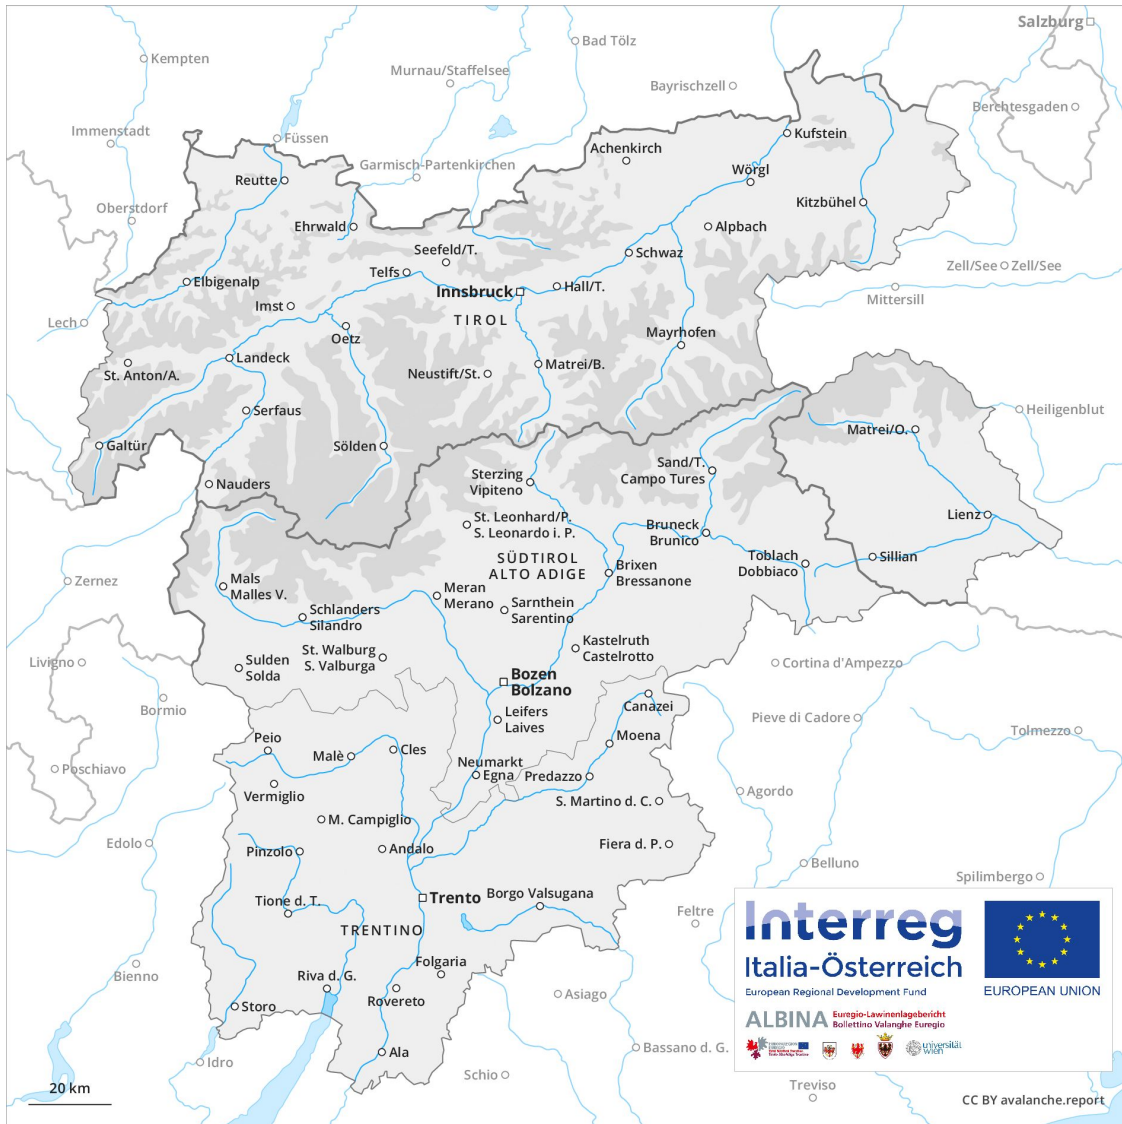 Salzburg
Bad Tölz
Kempten
Murnau/Staffelsee
Bayrischzell
Berchtesgaden
Immenstadt
Füssen
Kufstein
Achenkirch
Garmisch-Partenkirchen
Wörgl
Reutte
Kitzbühel
Oberstdorf
Ehrwald
Alpbach
Seefeld/T.
Schwaz
Zell/See
Zell/See
Telfs
Elbigenalp
Hall/T.
Innsbruck
Mittersill
Imst
TIROL
Lech
Mayrhofen
Oetz
Landeck
Matrei/B.
St. Anton/A.
Neustift/St.
Serfaus
Heiligenblut
Matrei/O.
Galtür
Sölden
Sand/T.
Campo Tures
Sterzing
Vipiteno
Nauders
St. Leonhard/P.
S. Leonardo i. P.
Lienz
Bruneck
Brunico
SÜDTIROL
ALTO ADIGE
Toblach
Dobbiaco
Sillian
Brixen
Bressanone
Zernez
Mals
Malles V.
Meran
Merano
Sarnthein
Sarentino
Schlanders
Silandro
Kastelruth
Castelrotto
St. Walburg
S. Valburga
Livigno
Sulden
Solda
Cortina d'Ampezzo
Bozen
Bolzano
Bormio
Canazei
Leifers
Laives
Pieve di Cadore
Tolmezzo
Peio
Moena
Malè
Cles
Neumarkt
Egna
Predazzo
Poschiavo
Vermiglio
Agordo
S. Martino d. C.
M. Campiglio
Edolo
Pinzolo
Andalo
Fiera d. P.
Belluno
Spilimbergo
Tione d. T.
Trento
Borgo Valsugana
Feltre
TRENTINO
Interreg
Italia-Österreich
European Regional Development Fund
EUROPEAN UNION
Bienno
Folgaria
Riva d. G.
Rovereto
Asiago
Storo
ALBINA
Euregio-Lawinenlagebericht
Bollettino Valanghe Euregio
universität
wien
Ala
Bassano d. G.
Idro
Schio
Treviso
20 km
CC BY avalanche.report